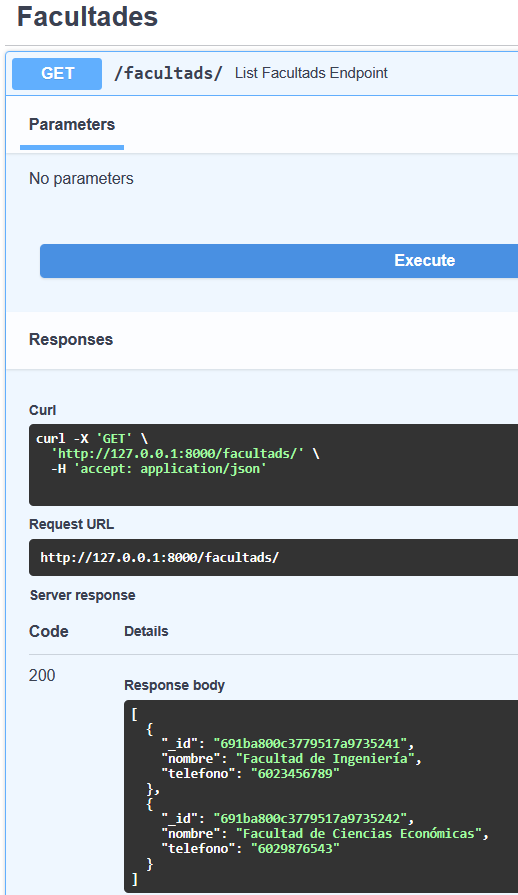 Facultades
GET /facultads/ List Facultads Endpoint
Parameters
No parameters
Execute
Responses
Curl
curl -X 'GET' \
  'http://127.0.0.1:8000/facultads/' \
  -H 'accept: application/json'
Request URL
http://127.0.0.1:8000/facultads/
Server response
Code Details
200
Response body
[
  {
    "_id": "691ba800c3779517a9735241",
    "nombre": "Facultad de Ingeniería",
    "telefono": "6023456789"
  },
  {
    "_id": "691ba800c3779517a9735242",
    "nombre": "Facultad de Ciencias Económicas",
    "telefono": "6029876543"
  }
]